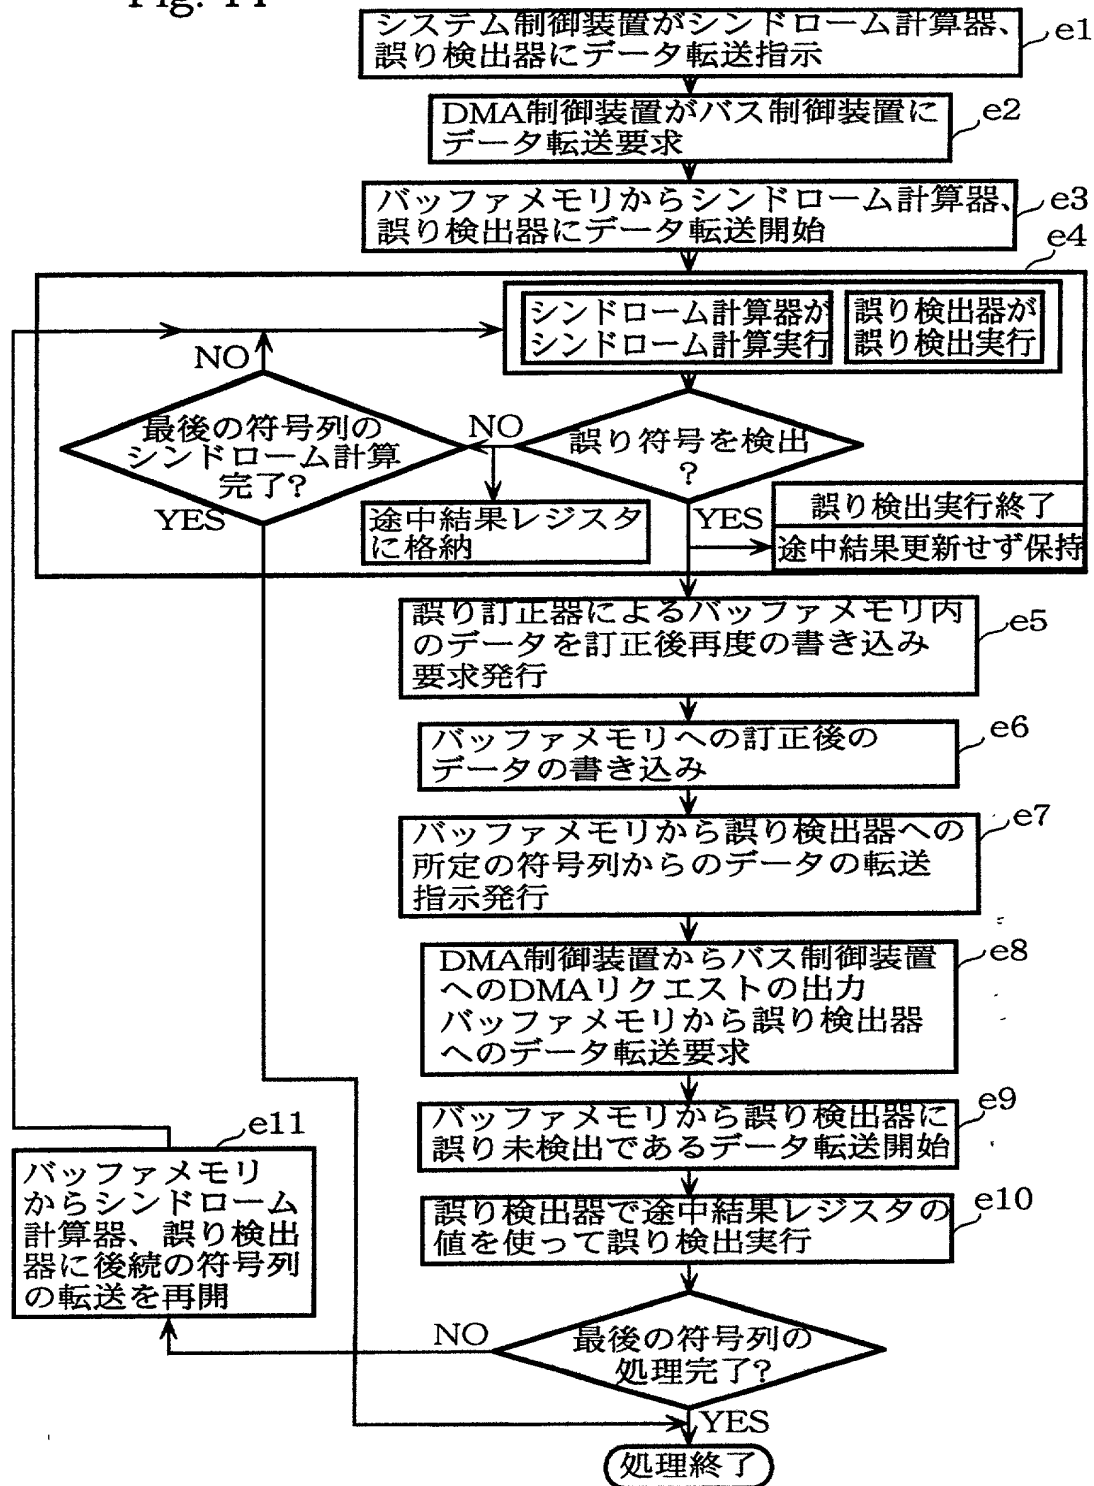 システム制御装置がシンドローム計算器、
誤り検出器にデータ転送指示
e1
DMA制御装置がバス制御装置に
データ転送要求
e2
バッファメモリからシンドローム計算器、
誤り検出器にデータ転送開始
e3
e4
シンドローム計算器が
シンドローム計算実行
誤り検出器が
誤り検出実行
NO
最後の符号列の
シンドローム計算
完了?
NO
誤り符号を検出
?
YES
途中結果レジスタ
に格納
YES
誤り検出実行終了
途中結果更新せず保持
誤り訂正器によるバッファメモリ内
のデータを訂正後再度の書き込み
要求発行
e5
バッファメモリへの訂正後の
データの書き込み
e6
バッファメモリから誤り検出器への
所定の符号列からのデータの転送
指示発行
e7
DMA制御装置からバス制御装置
へのDMAリクエストの出力
バッファメモリから誤り検出器
へのデータ転送要求
e8
バッファメモリから誤り検出器に
誤り未検出であるデータ転送開始
e9
誤り検出器で途中結果レジスタの
値を使って誤り検出実行
e10
e11
バッファメモリ
からシンドローム
計算器、誤り検出
器に後続の符号列
の転送を再開
NO
最後の符号列の
処理完了?
YES
処理終了